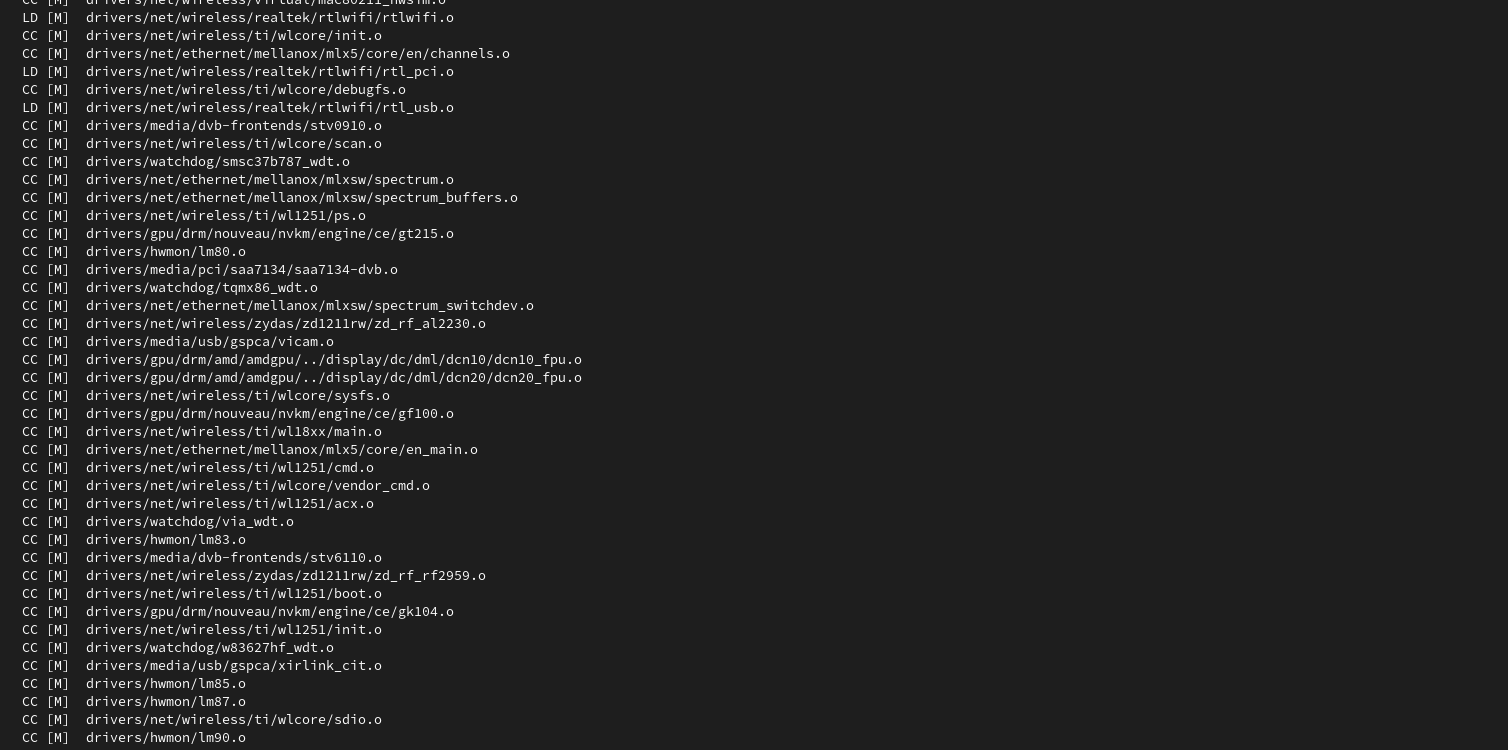 CC [M]  drivers/net/wireless/virtual/mac80211_hwsim.o
LD [M]  drivers/net/wireless/realtek/rtlwifi/rtlwifi.o
CC [M]  drivers/net/wireless/ti/wlcore/init.o
CC [M]  drivers/net/ethernet/mellanox/mlx5/core/en/channels.o
LD [M]  drivers/net/wireless/realtek/rtlwifi/rtl_pci.o
CC [M]  drivers/net/wireless/ti/wlcore/debugfs.o
LD [M]  drivers/net/wireless/realtek/rtlwifi/rtl_usb.o
CC [M]  drivers/media/dvb-frontends/stv0910.o
CC [M]  drivers/net/wireless/ti/wlcore/scan.o
CC [M]  drivers/watchdog/smsc37b787_wdt.o
CC [M]  drivers/net/ethernet/mellanox/mlxsw/spectrum.o
CC [M]  drivers/net/ethernet/mellanox/mlxsw/spectrum_buffers.o
CC [M]  drivers/net/wireless/ti/wl1251/ps.o
CC [M]  drivers/gpu/drm/nouveau/nvkm/engine/ce/gt215.o
CC [M]  drivers/hwmon/lm80.o
CC [M]  drivers/media/pci/saa7134/saa7134-dvb.o
CC [M]  drivers/watchdog/tqmx86_wdt.o
CC [M]  drivers/net/ethernet/mellanox/mlxsw/spectrum_switchdev.o
CC [M]  drivers/net/wireless/zydas/zd1211rw/zd_rf_al2230.o
CC [M]  drivers/media/usb/gspca/vicam.o
CC [M]  drivers/gpu/drm/amd/amdgpu/../display/dc/dml/dcn10/dcn10_fpu.o
CC [M]  drivers/gpu/drm/amd/amdgpu/../display/dc/dml/dcn20/dcn20_fpu.o
CC [M]  drivers/net/wireless/ti/wlcore/sysfs.o
CC [M]  drivers/gpu/drm/nouveau/nvkm/engine/ce/gf100.o
CC [M]  drivers/net/wireless/ti/wl18xx/main.o
CC [M]  drivers/net/ethernet/mellanox/mlx5/core/en_main.o
CC [M]  drivers/net/wireless/ti/wl1251/cmd.o
CC [M]  drivers/net/wireless/ti/wlcore/vendor_cmd.o
CC [M]  drivers/net/wireless/ti/wl1251/acx.o
CC [M]  drivers/watchdog/via_wdt.o
CC [M]  drivers/hwmon/lm83.o
CC [M]  drivers/media/dvb-frontends/stv6110.o
CC [M]  drivers/net/wireless/zydas/zd1211rw/zd_rf_rf2959.o
CC [M]  drivers/net/wireless/ti/wl1251/boot.o
CC [M]  drivers/gpu/drm/nouveau/nvkm/engine/ce/gk104.o
CC [M]  drivers/net/wireless/ti/wl1251/init.o
CC [M]  drivers/watchdog/w83627hf_wdt.o
CC [M]  drivers/media/usb/gspca/xirlink_cit.o
CC [M]  drivers/hwmon/lm85.o
CC [M]  drivers/hwmon/lm87.o
CC [M]  drivers/net/wireless/ti/wlcore/sdio.o
CC [M]  drivers/hwmon/lm90.o